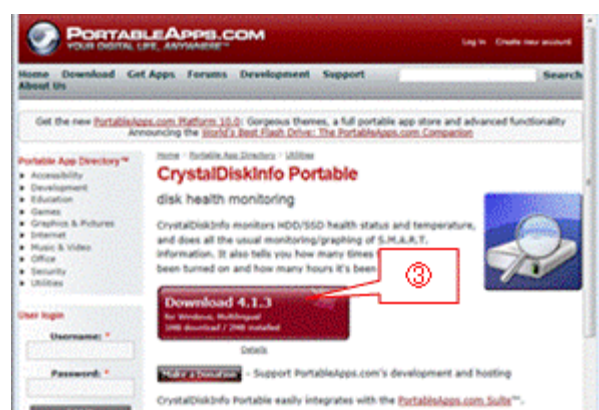 PORTABLEAPPS.COM
YOUR DIGITAL LIFE, ANYWHERE™
Log in Create new account
Home Download Get Apps Forums Development Support
About Us
Search
Get the new PortableApps.com Platform 10.0: Gorgeous themes, a full portable app store and advanced functionality
Announcing the World's Best Flash Drive: The PortableApps.com Companion
Portable App Directory™
Accessibility
Development
Education
Games
Graphics & Pictures
Internet
Music & Video
Office
Security
Utilities
User login
Username: *
Password: *
Home › Portable App Directory › Utilities
CrystalDiskInfo Portable
disk health monitoring
CrystalDiskInfo monitors HDD/SSD health status and temperature,
and does all the usual monitoring/graphing of S.M.A.R.T.
information. It also tells you how many times
been turned on and how many hours it's been
③
Download 4.1.3
for Windows, Multilingual
1MB download / 2MB installed
Details
Make a Donation - Support PortableApps.com's development and hosting
CrystalDiskInfo Portable easily integrates with the PortableApps.com Suite™.